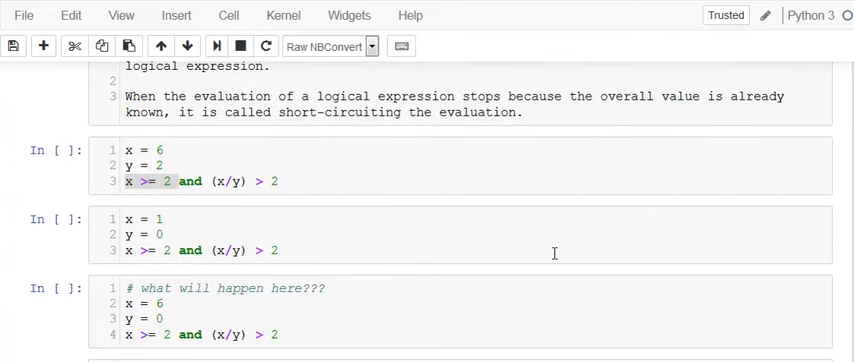 File Edit View Insert Cell Kernel Widgets Help Trusted Python 3
Raw NBConvert
logical expression.
2
3 When the evaluation of a logical expression stops because the overall value is already
known, it is called short-circuiting the evaluation.
In [ ]: 1 x = 6
2 y = 2
3 x >= 2 and (x/y) > 2
In [ ]: 1 x = 1
2 y = 0
3 x >= 2 and (x/y) > 2
In [ ]: 1 # what will happen here???
2 x = 6
3 y = 0
4 x >= 2 and (x/y) > 2